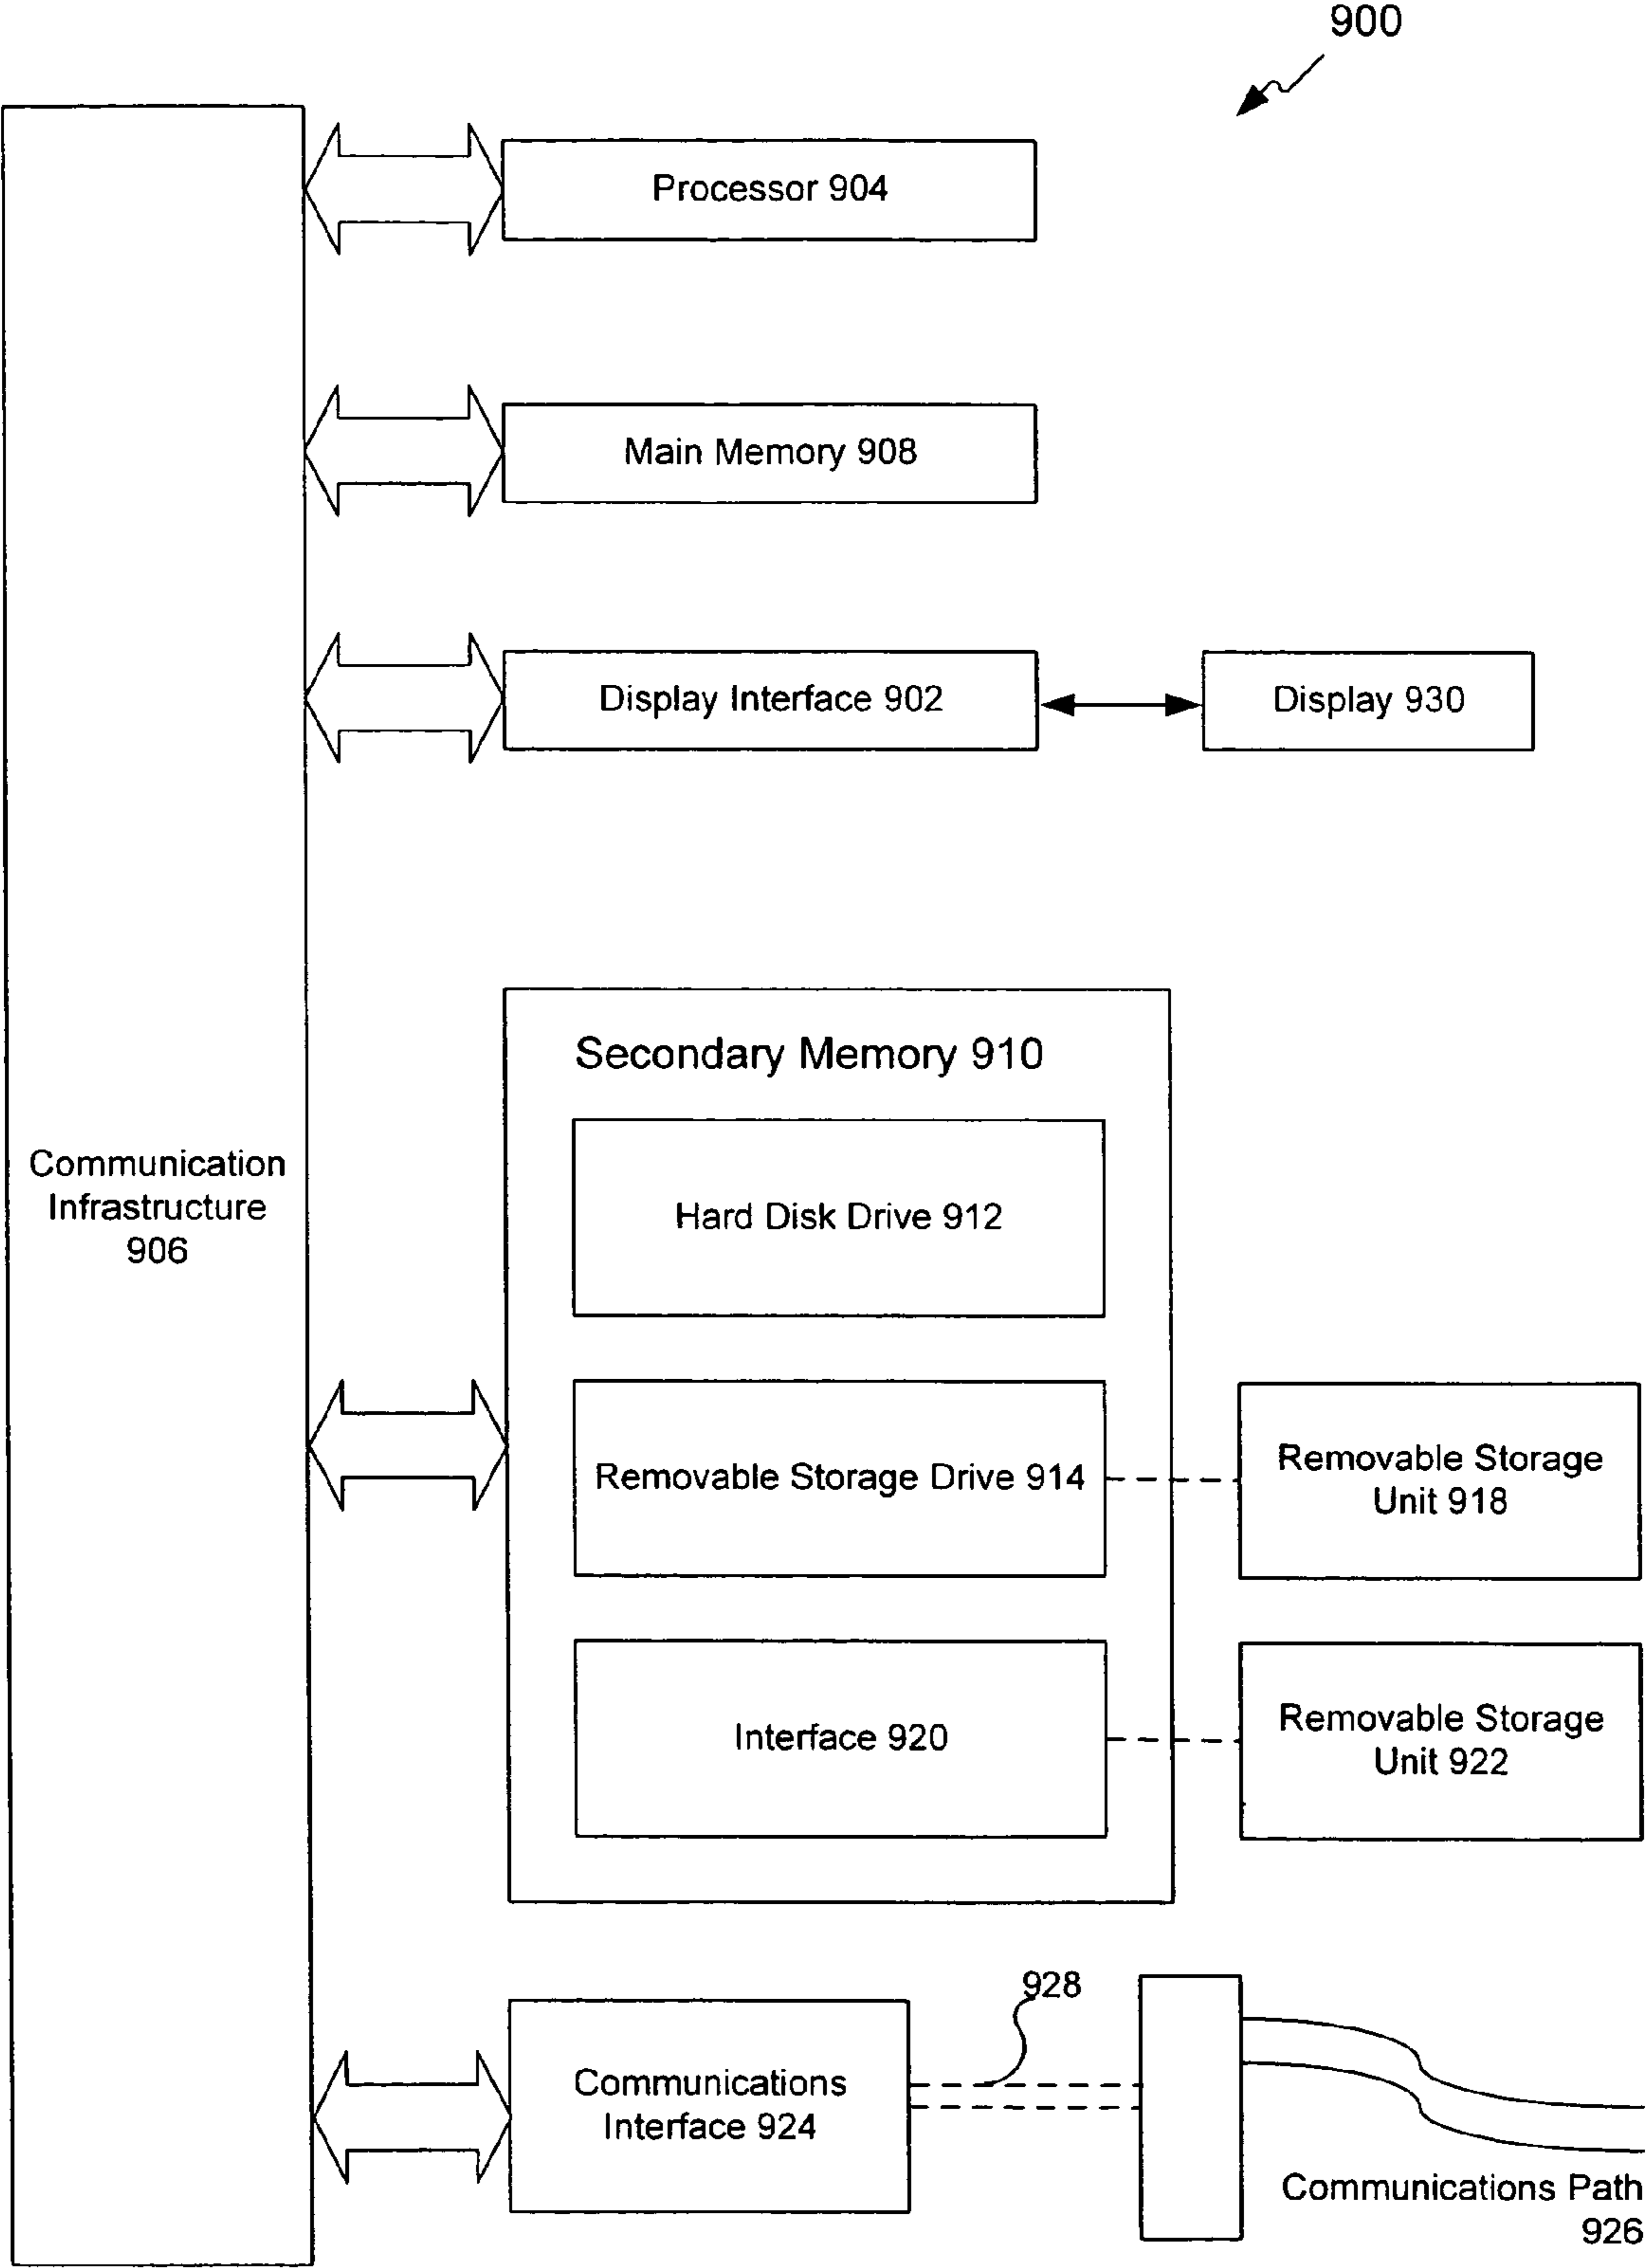 900
Processor 904
Main Memory 908
Display Interface 902
Display 930
Secondary Memory 910
Communication
Infrastructure
906
Hard Disk Drive 912
Removable Storage Drive 914
Removable Storage
Unit 918
Interface 920
Removable Storage
Unit 922
928
Communications
Interface 924
Communications Path
926